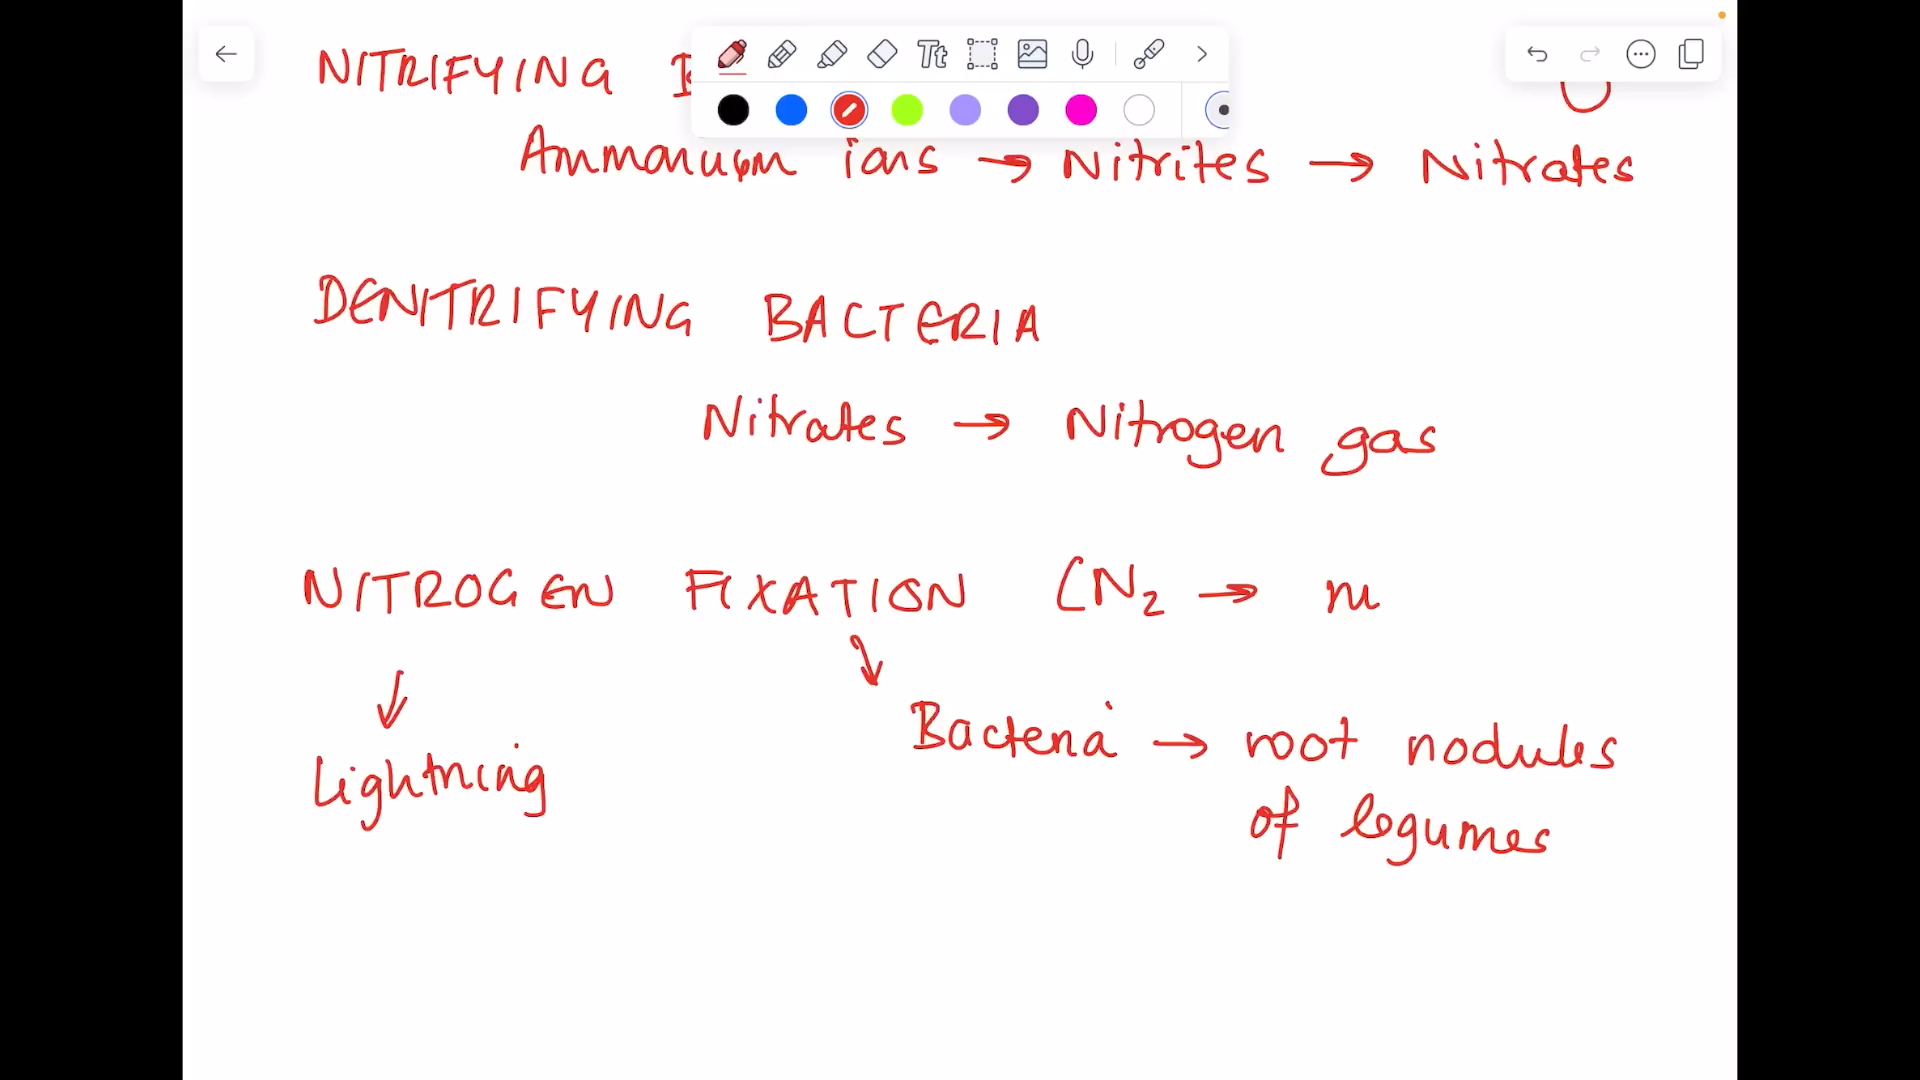 NITRIFYING
Ammonium ions → Nitrites → Nitrates
DENITRIFYING BACTERIA
Nitrates → Nitrogen gas
NITROGEN FIXATION (N2 →
Lightning
Bacteria → root nodules
of legumes
Tt